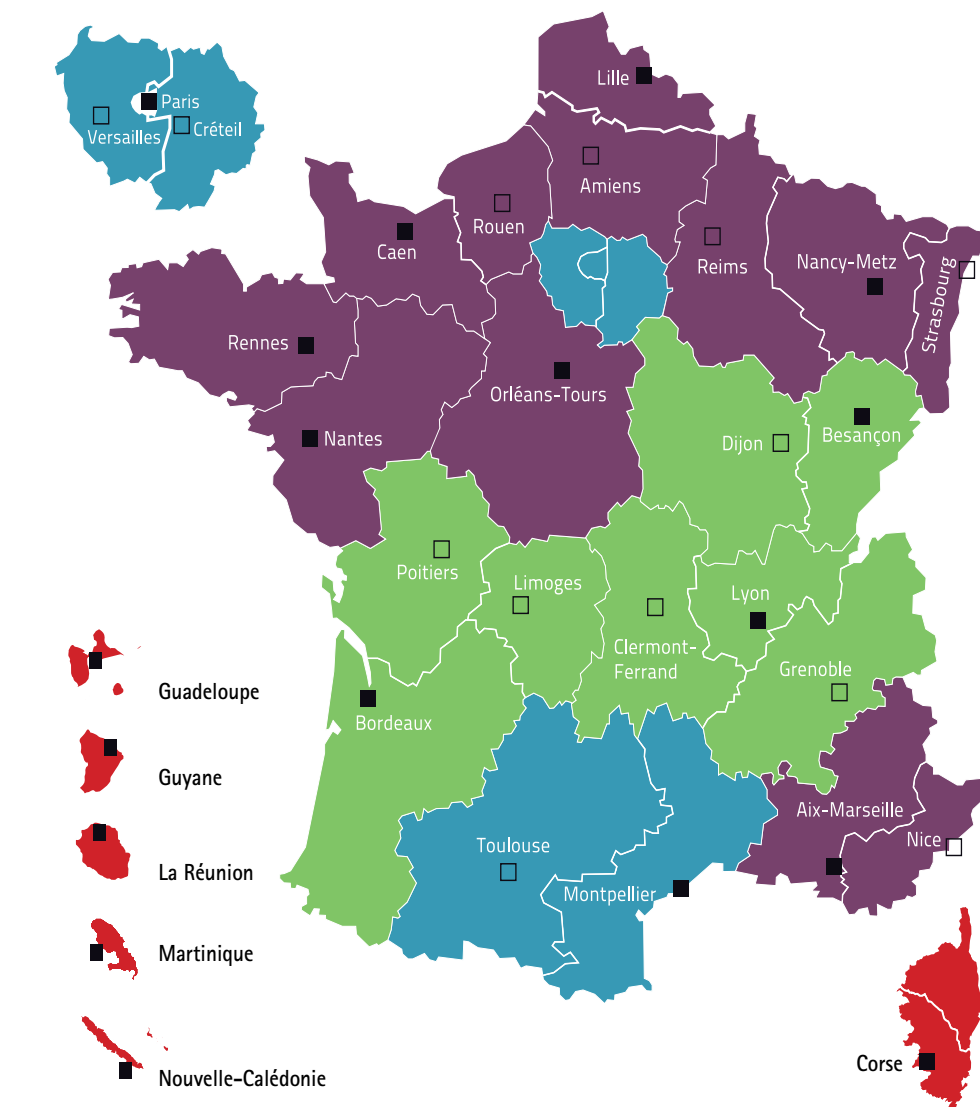 Lille
Paris
Versailles
Créteil
Amiens
Rouen
Caen
Reims
Nancy-Metz
Strasbourg
Rennes
Orléans-Tours
Nantes
Dijon
Besançon
Poitiers
Limoges
Lyon
Clermont-
Ferrand
Grenoble
Guadeloupe
Bordeaux
Guyane
Aix-Marseille
Nice
Toulouse
La Réunion
Montpellier
Martinique
Corse
Nouvelle-Calédonie